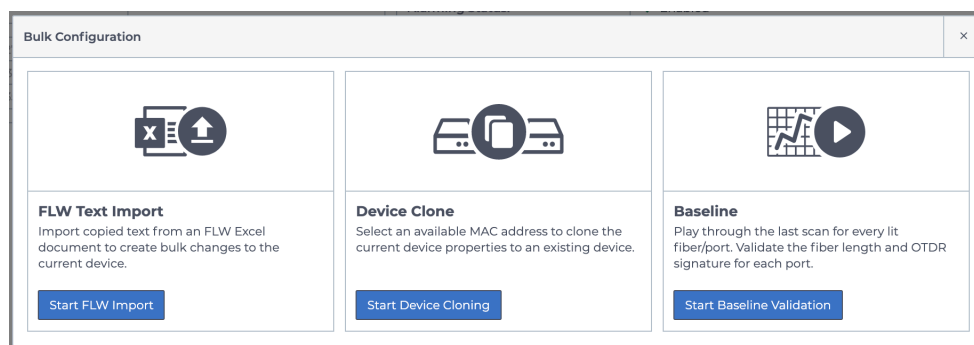 Bulk Configuration
×
X
FLW Text Import
Import copied text from an FLW Excel
document to create bulk changes to the
current device.
Start FLW Import
Device Clone
Select an available MAC address to clone the
current device properties to an existing device.
Start Device Cloning
Baseline
Play through the last scan for every lit
fiber/port. Validate the fiber length and OTDR
signature for each port.
Start Baseline Validation